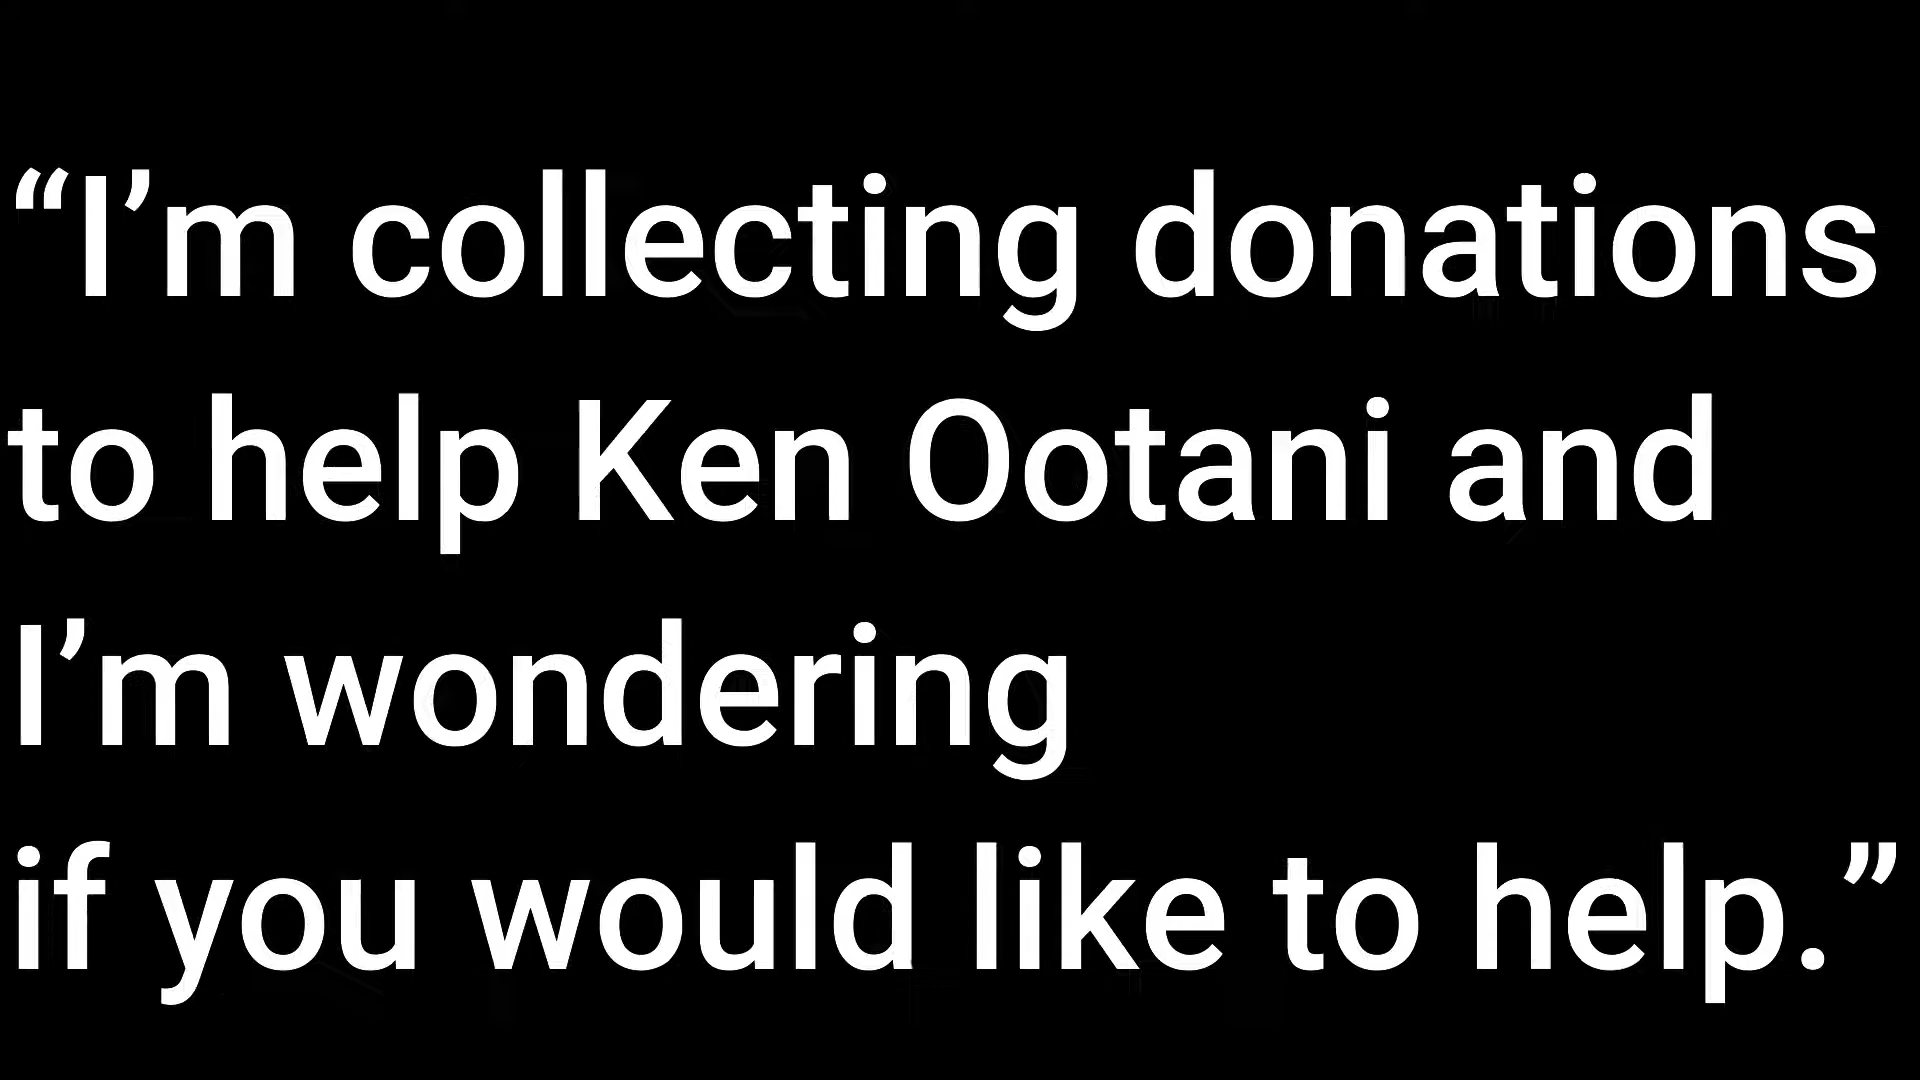 “I’m collecting donations
to help Ken Ootani and
I’m wondering
if you would like to help.”